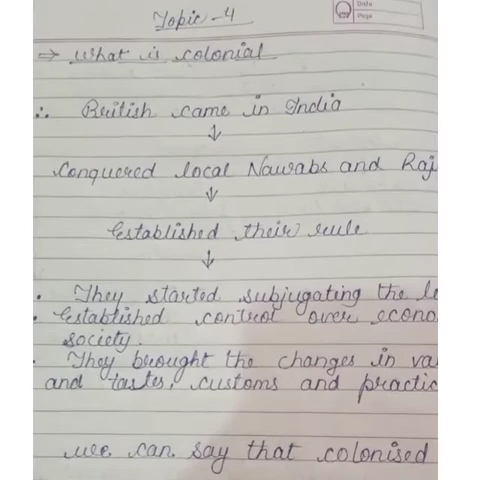 Topic - 4
Date
Page
→ What is colonial
∴ British came in India
↓
Conquered local Nawabs and Raj
↓
Established their rule
↓
• They started subjugating the
• Established control over econo
society.
• They brought the changes in va
and tastes, customs and practic
we can say that colonised